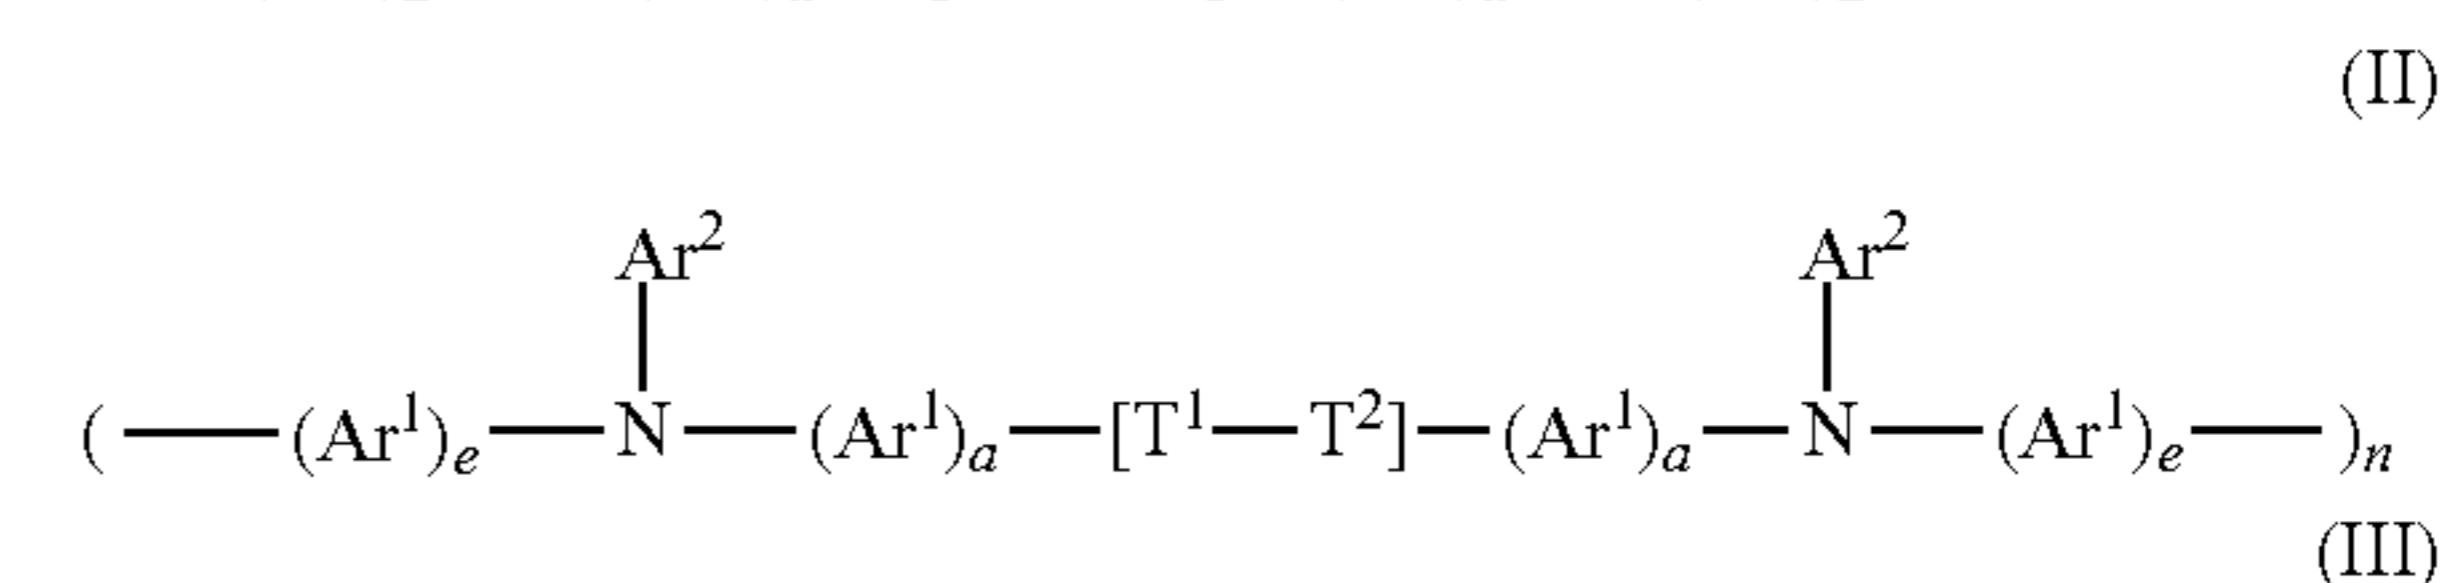 (II)
Ar² Ar²
( — (Ar¹)ₑ — N — (Ar¹)ₐ — [T¹ — T²] — (Ar¹)ₐ — N — (Ar¹)ₑ — )ₙ
(III)